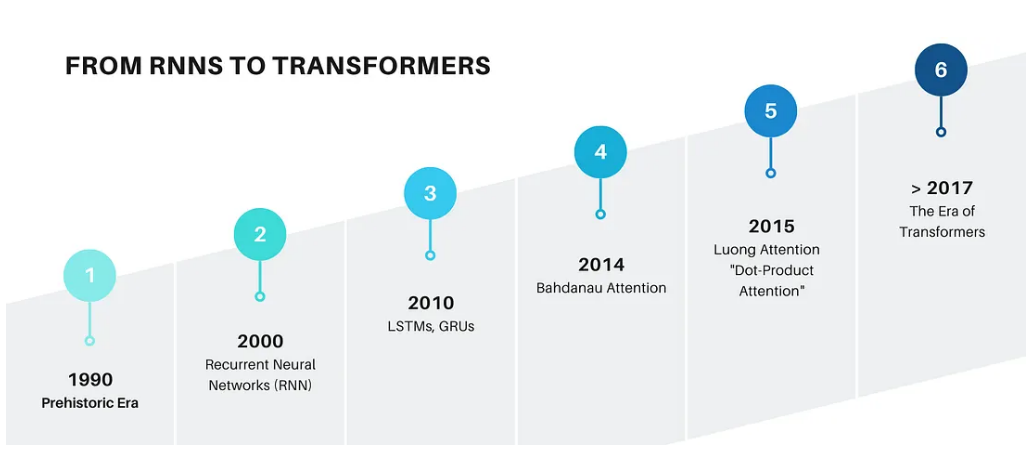 FROM RNNS TO TRANSFORMERS
1
1990
Prehistoric Era
2
2000
Recurrent Neural
Networks (RNN)
3
2010
LSTMs, GRUs
4
2014
Bahdanau Attention
5
2015
Luong Attention
"Dot-Product
Attention"
6
> 2017
The Era of
Transformers